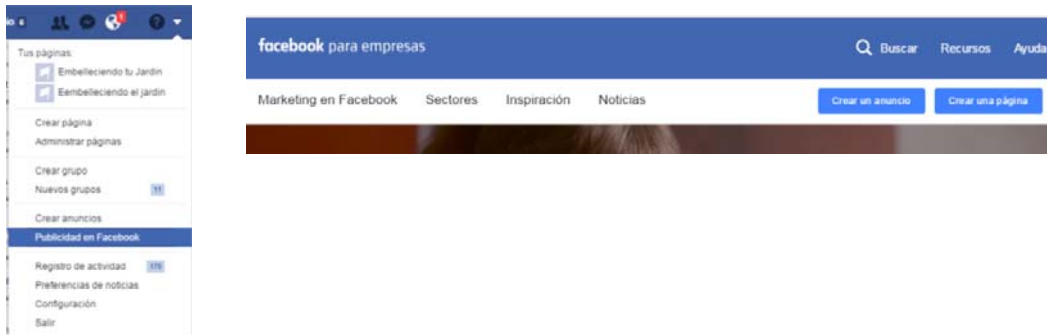 Tus páginas:
Embelleciendo tu Jardin
Eembelleciendo el jardin
Crear página
Administrar páginas
Crear grupo
Nuevos grupos 11
Crear anuncios
Publicidad en Facebook
Registro de actividad
Preferencias de noticias
Configuración
Salir
facebook para empresas
Buscar Recursos Ayuda
Marketing en Facebook Sectores Inspiración Noticias
Crear un anuncio Crear una página